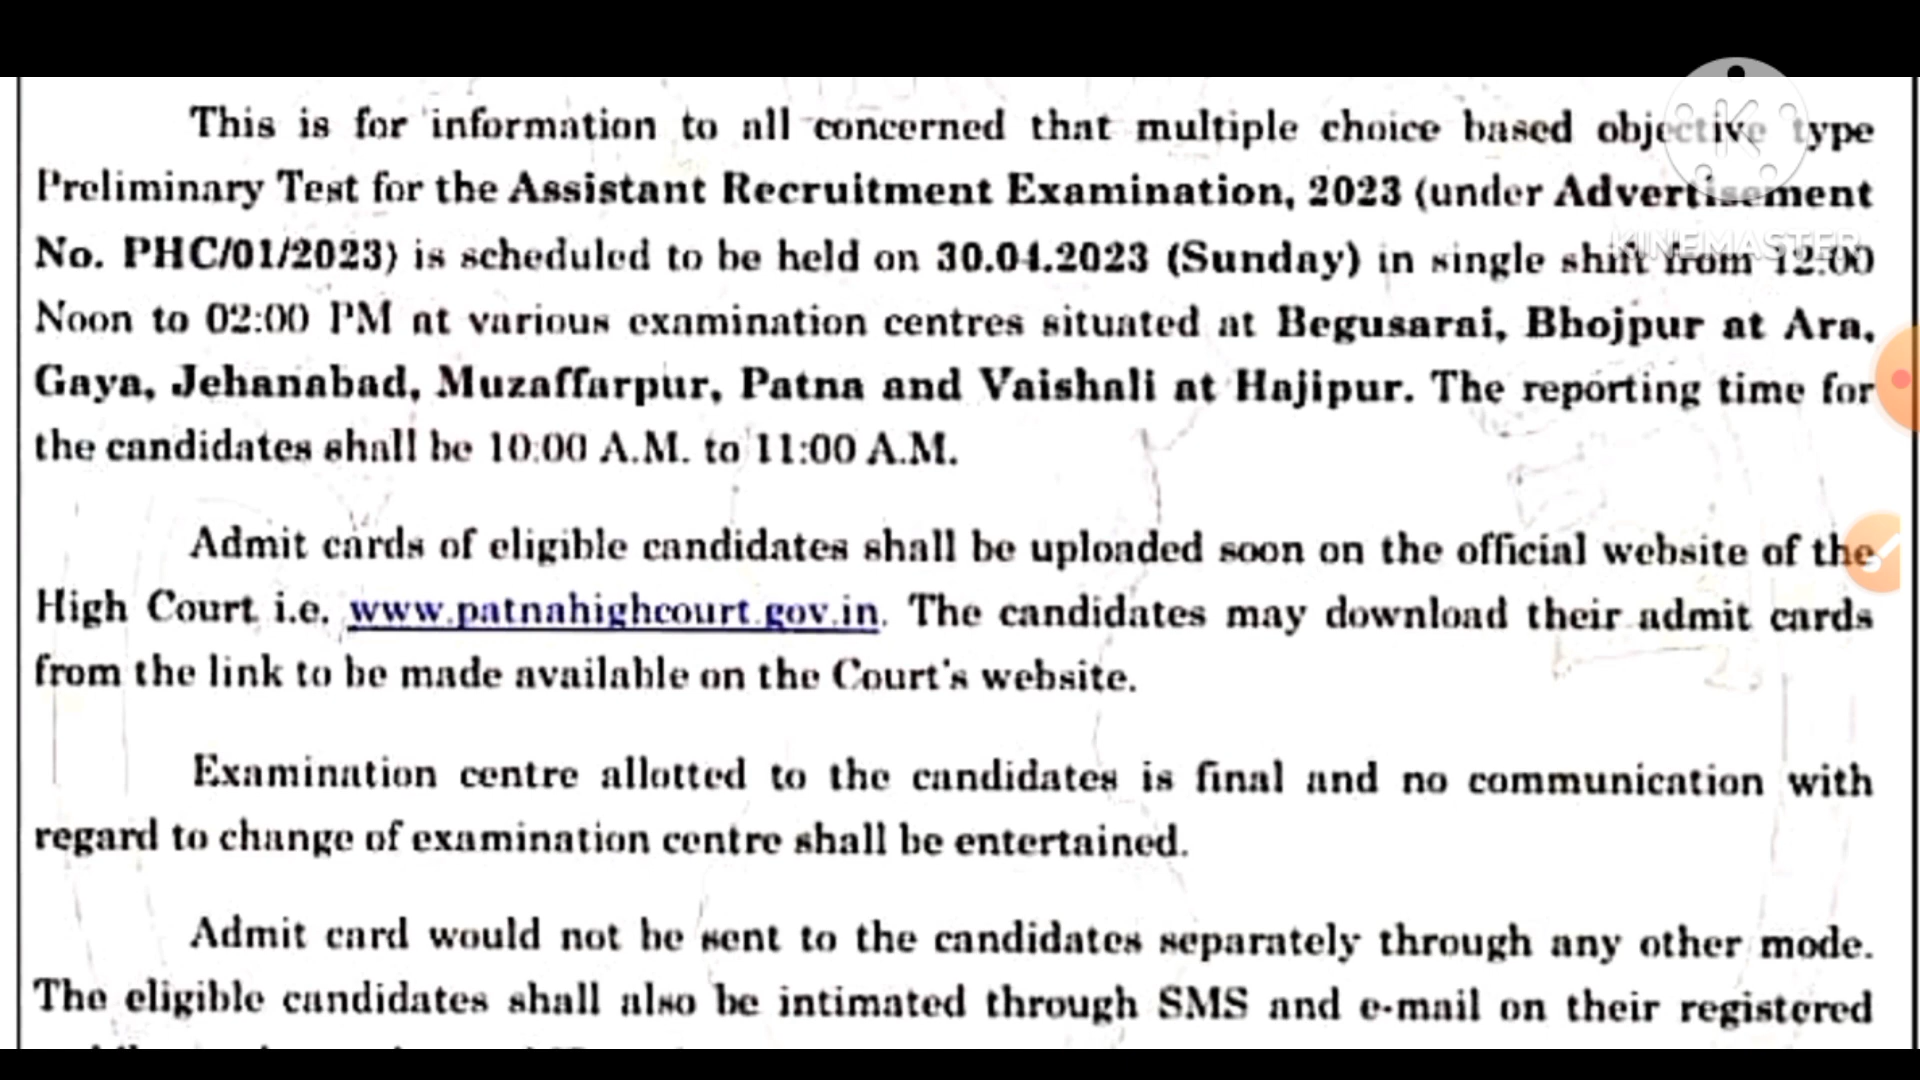 This is for information to all concerned that multiple choice based objective type
Preliminary Test for the Assistant Recruitment Examination, 2023 (under Advertisement
No. PHC/01/2023) is scheduled to be held on 30.04.2023 (Sunday) in single shift from 12:00
Noon to 02:00 PM at various examination centres situated at Begusarai, Bhojpur at Ara,
Gaya, Jehanabad, Muzaffarpur, Patna and Vaishali at Hajipur. The reporting time for
the candidates shall be 10:00 A.M. to 11:00 A.M.
Admit cards of eligible candidates shall be uploaded soon on the official website of the
High Court i.e. www.patnahighcourt.gov.in. The candidates may download their admit cards
from the link to be made available on the Court's website.
Examination centre allotted to the candidates is final and no communication with
regard to change of examination centre shall be entertained.
Admit card would not be sent to the candidates separately through any other mode.
The eligible candidates shall also be intimated through SMS and e-mail on their registered
K
KINEMASTER